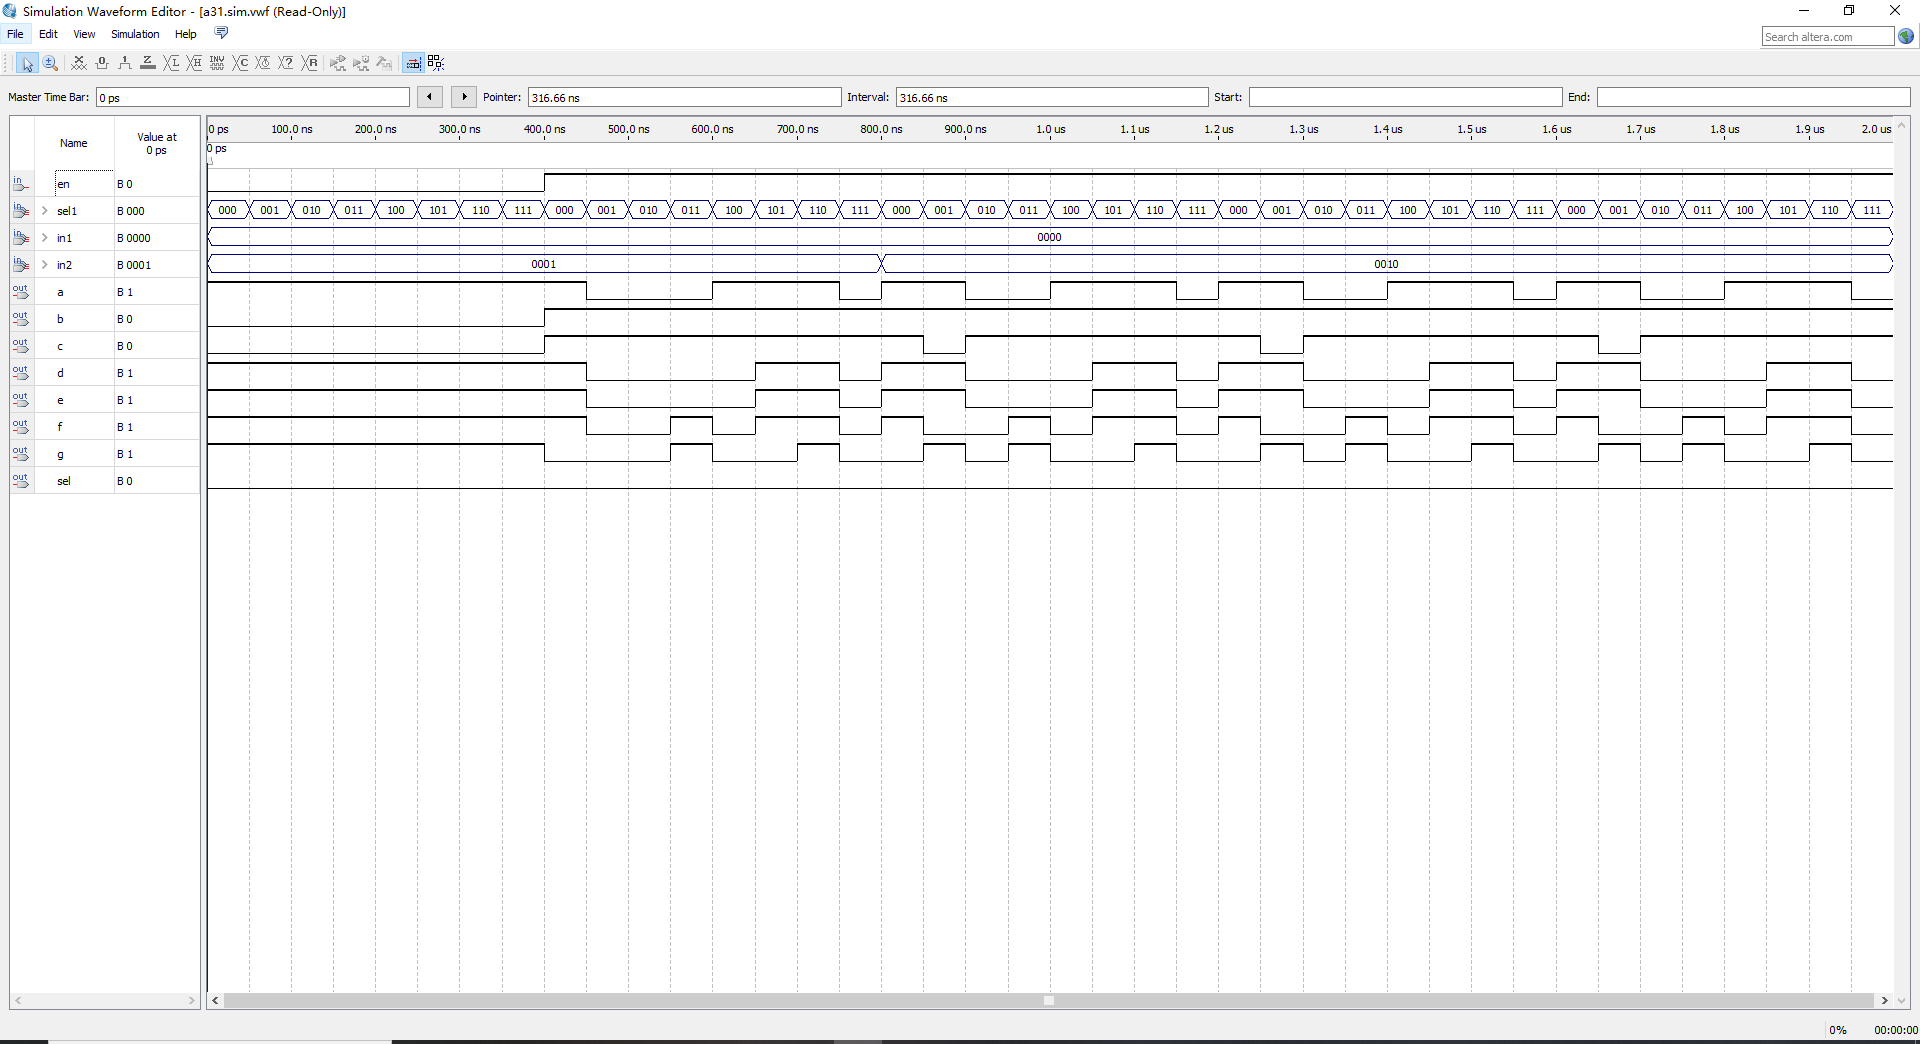 Simulation Waveform Editor - [a31.sim.vwf (Read-Only)]
File Edit View Simulation Help
Search altera.com
Master Time Bar: 0 ps Pointer: 316.66 ns Interval: 316.66 ns Start: End:
Name Value at 0 ps
0 ps 100.0 ns 200.0 ns 300.0 ns 400.0 ns 500.0 ns 600.0 ns 700.0 ns 800.0 ns 900.0 ns 1.0 us 1.1 us 1.2 us 1.3 us 1.4 us 1.5 us 1.6 us 1.7 us 1.8 us 1.9 us 2.0 us
0 ps
en B 0
sel1 B 000 000 001 010 011 100 101 110 111 000 001 010 011 100 101 110 111 000 001 010 011 100 101 110 111 000 001 010 011 100 101 110 111 000 001 010 011 100 101 110 111
in1 B 0000 0000
in2 B 0001 0001 0010
a B 1
b B 0
c B 0
d B 1
e B 1
f B 1
g B 1
sel B 0
0% 00:00:00